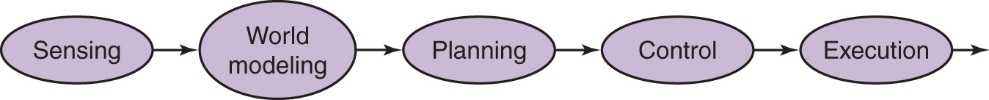 Sensing
World
modeling
Planning
Control
Execution